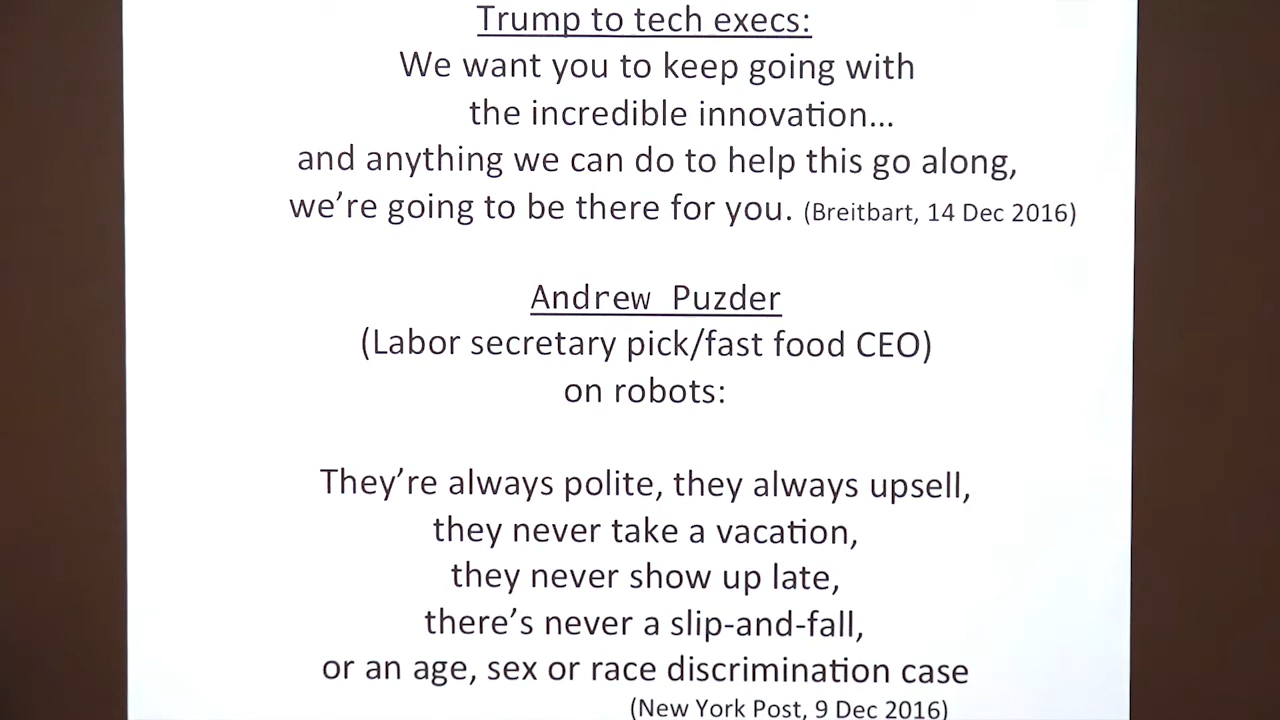 Trump to tech execs:
We want you to keep going with
the incredible innovation...
and anything we can do to help this go along,
we're going to be there for you. (Breitbart, 14 Dec 2016)
Andrew Puzder
(Labor secretary pick/fast food CEO)
on robots:
They're always polite, they always upsell,
they never take a vacation,
they never show up late,
there's never a slip-and-fall,
or an age, sex or race discrimination case
(New York Post, 9 Dec 2016)